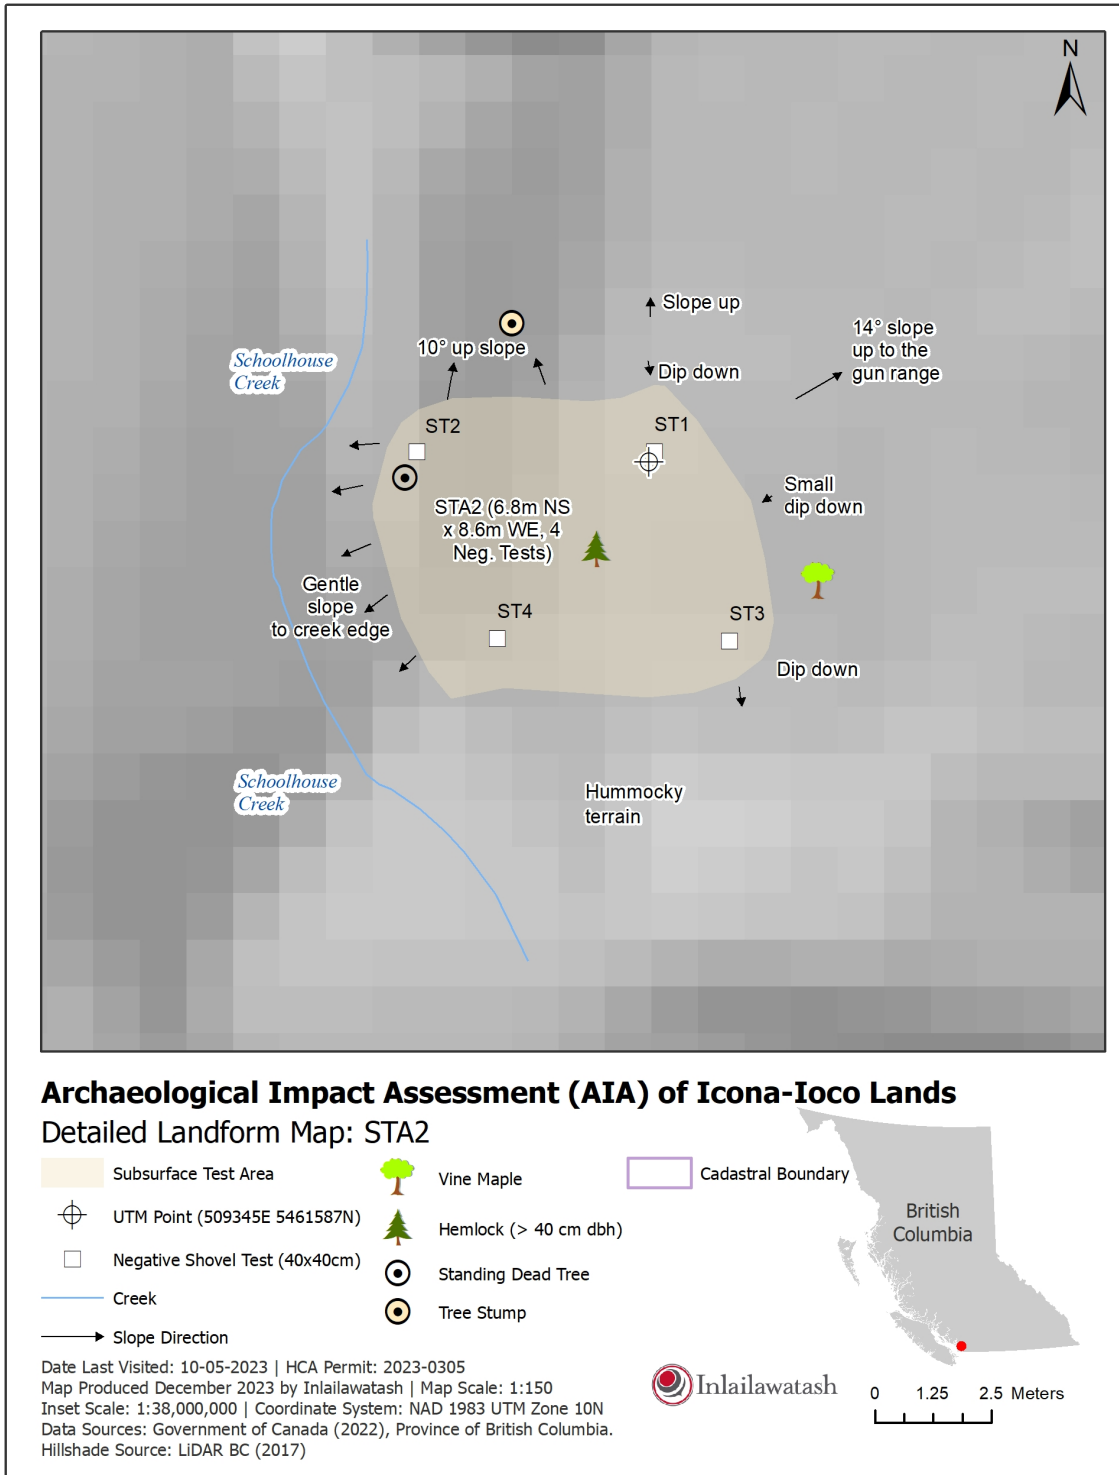 N
Slope up
14° slope
up to the
gun range
10° up slope
Schoolhouse
Creek
Dip down
ST2
ST1
Small
dip down
STA2 (6.8m NS
x 8.6m WE, 4
Neg. Tests)
Gentle
slope
to creek edge
ST4
ST3
Dip down
Schoolhouse
Creek
Hummocky
terrain
Archaeological Impact Assessment (AIA) of Icona-Ioco Lands
Detailed Landform Map: STA2
Subsurface Test Area
UTM Point (509345E 5461587N)
Negative Shovel Test (40x40cm)
Creek
Slope Direction
Vine Maple
Hemlock (> 40 cm dbh)
Standing Dead Tree
Tree Stump
Cadastral Boundary
British
Columbia
Date Last Visited: 10-05-2023 | HCA Permit: 2023-0305
Map Produced December 2023 by Inlailawatash | Map Scale: 1:150
Inset Scale: 1:38,000,000 | Coordinate System: NAD 1983 UTM Zone 10N
Data Sources: Government of Canada (2022), Province of British Columbia.
Hillshade Source: LiDAR BC (2017)
Inlailawatash
0 1.25 2.5 Meters